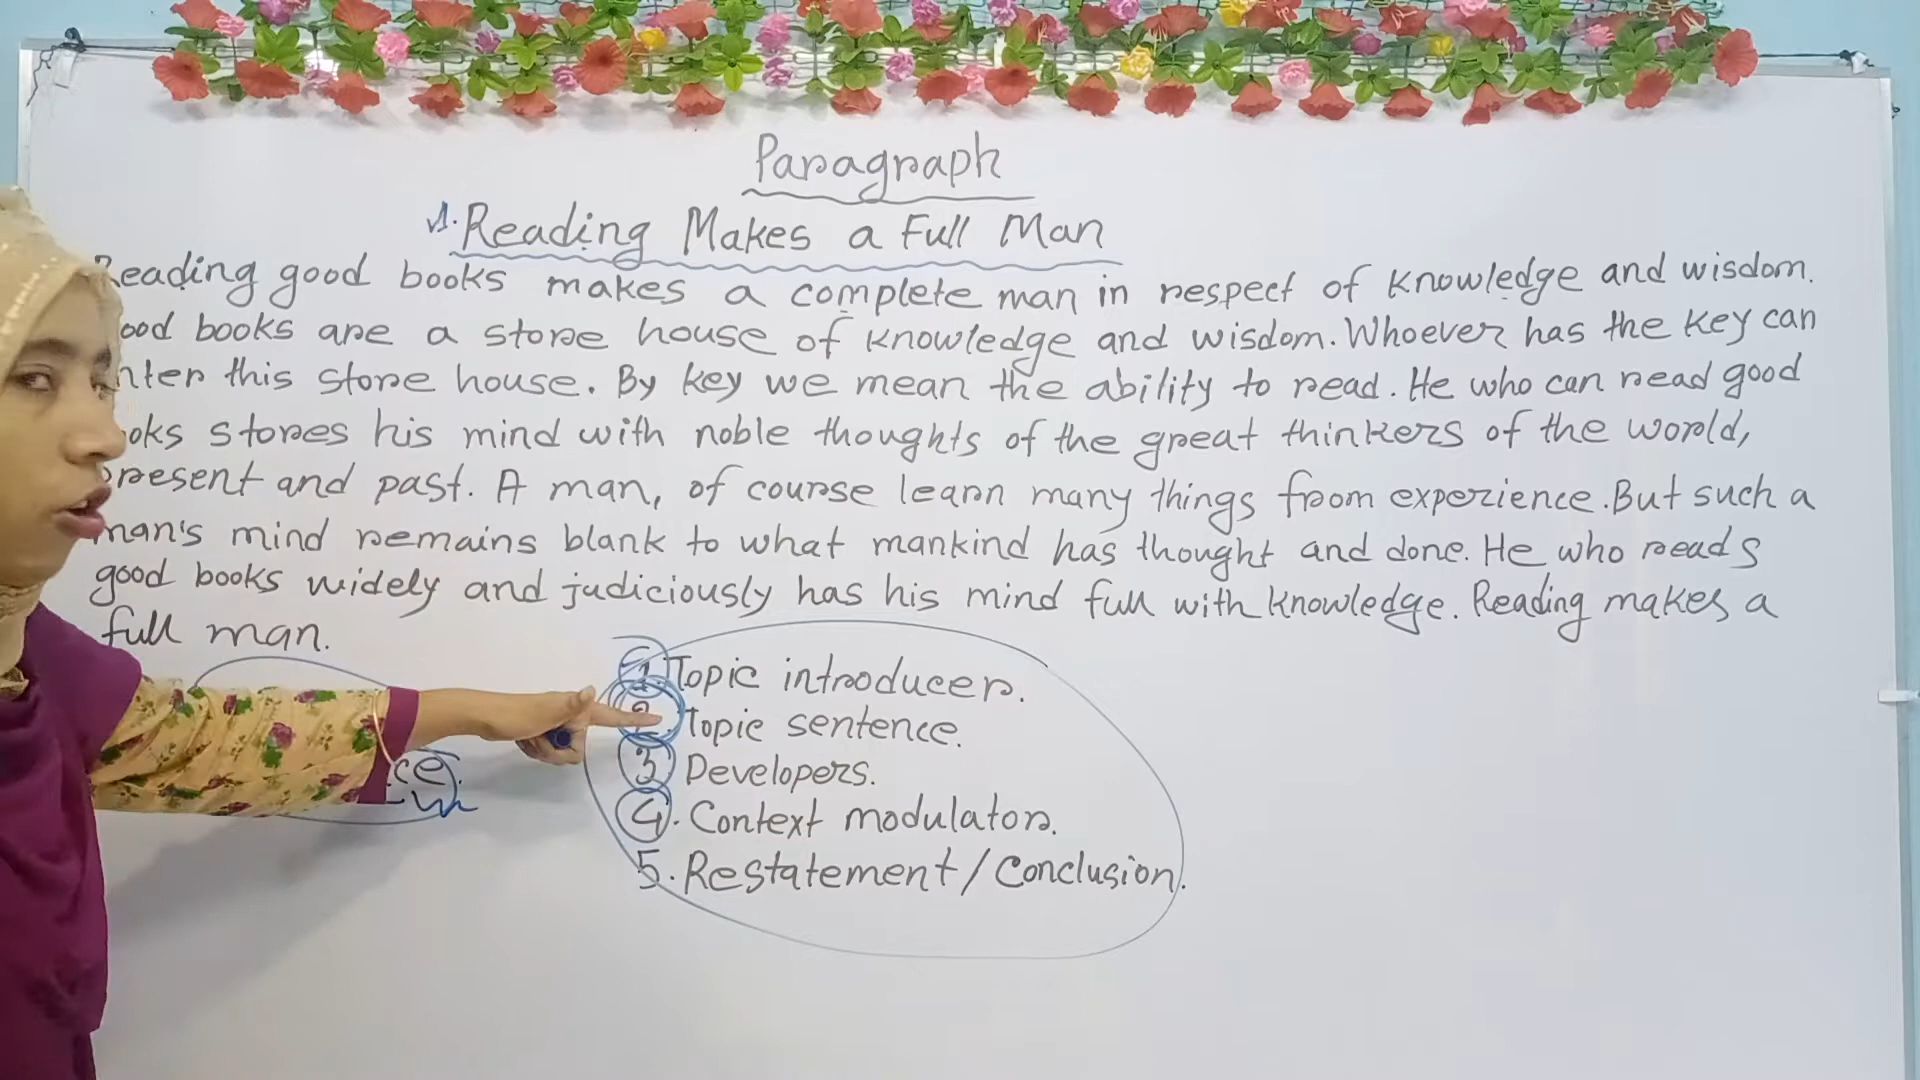 Paragraph
1. Reading Makes a Full Man
Reading good books makes a complete man in respect of knowledge and wisdom.
ood books are a store house of knowledge and wisdom. Whoever has the key can
nter this store house. By key we mean the ability to read. He who can read good
oks stores his mind with noble thoughts of the great thinkers of the world,
present and past. A man, of course learn many things from experience. But such a
man's mind remains blank to what mankind has thought and done. He who reads
good books widely and judiciously has his mind full with knowledge. Reading makes a
full man.
1. Topic introducer.
2. Topic sentence.
3 Developers.
4. Context modulator.
5. Restatement/Conclusion.
ce.